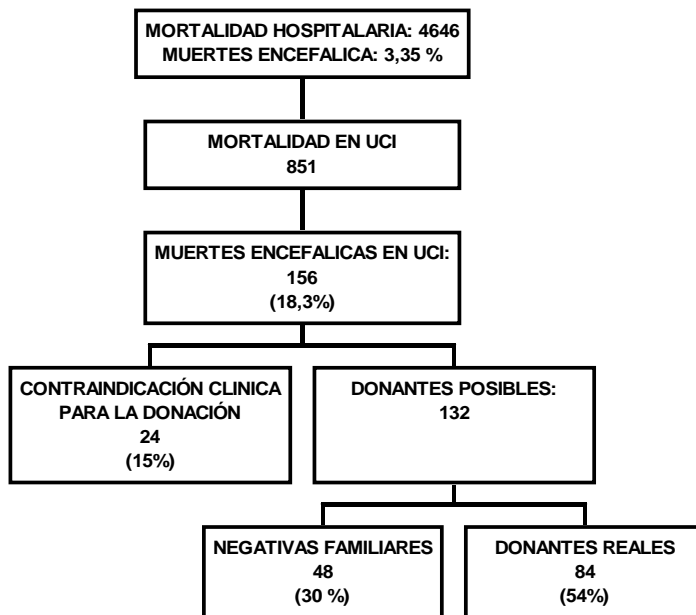 MORTALIDAD HOSPITALARIA: 4646
MUERTES ENCEFALICA: 3,35 %
MORTALIDAD EN UCI
851
MUERTES ENCEFALICAS EN UCI:
156
(18,3%)
CONTRAINDICACIÓN CLINICA
PARA LA DONACIÓN
24
(15%)
DONANTES POSIBLES:
132
NEGATIVAS FAMILIARES
48
(30 %)
DONANTES REALES
84
(54%)